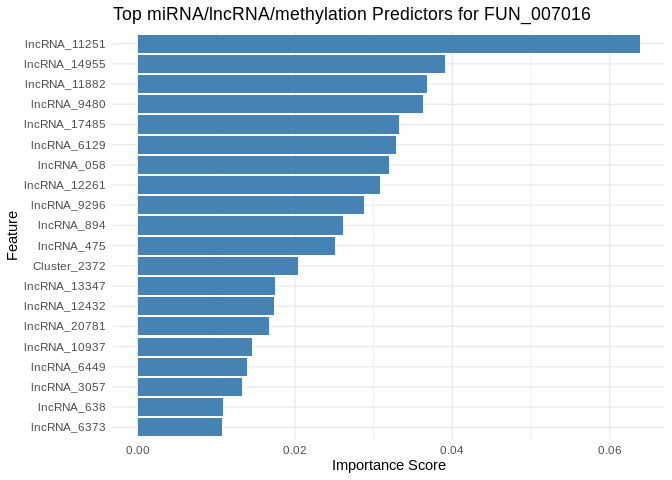 Top miRNA/lncRNA/methylation Predictors for FUN_007016
lncRNA_11251
lncRNA_14955
lncRNA_11882
lncRNA_9480
lncRNA_17485
lncRNA_6129
lncRNA_058
lncRNA_12261
lncRNA_9296
lncRNA_894
lncRNA_475
Cluster_2372
lncRNA_13347
lncRNA_12432
lncRNA_20781
lncRNA_10937
lncRNA_6449
lncRNA_3057
lncRNA_638
lncRNA_6373
Feature
0.00 0.02 0.04 0.06
Importance Score